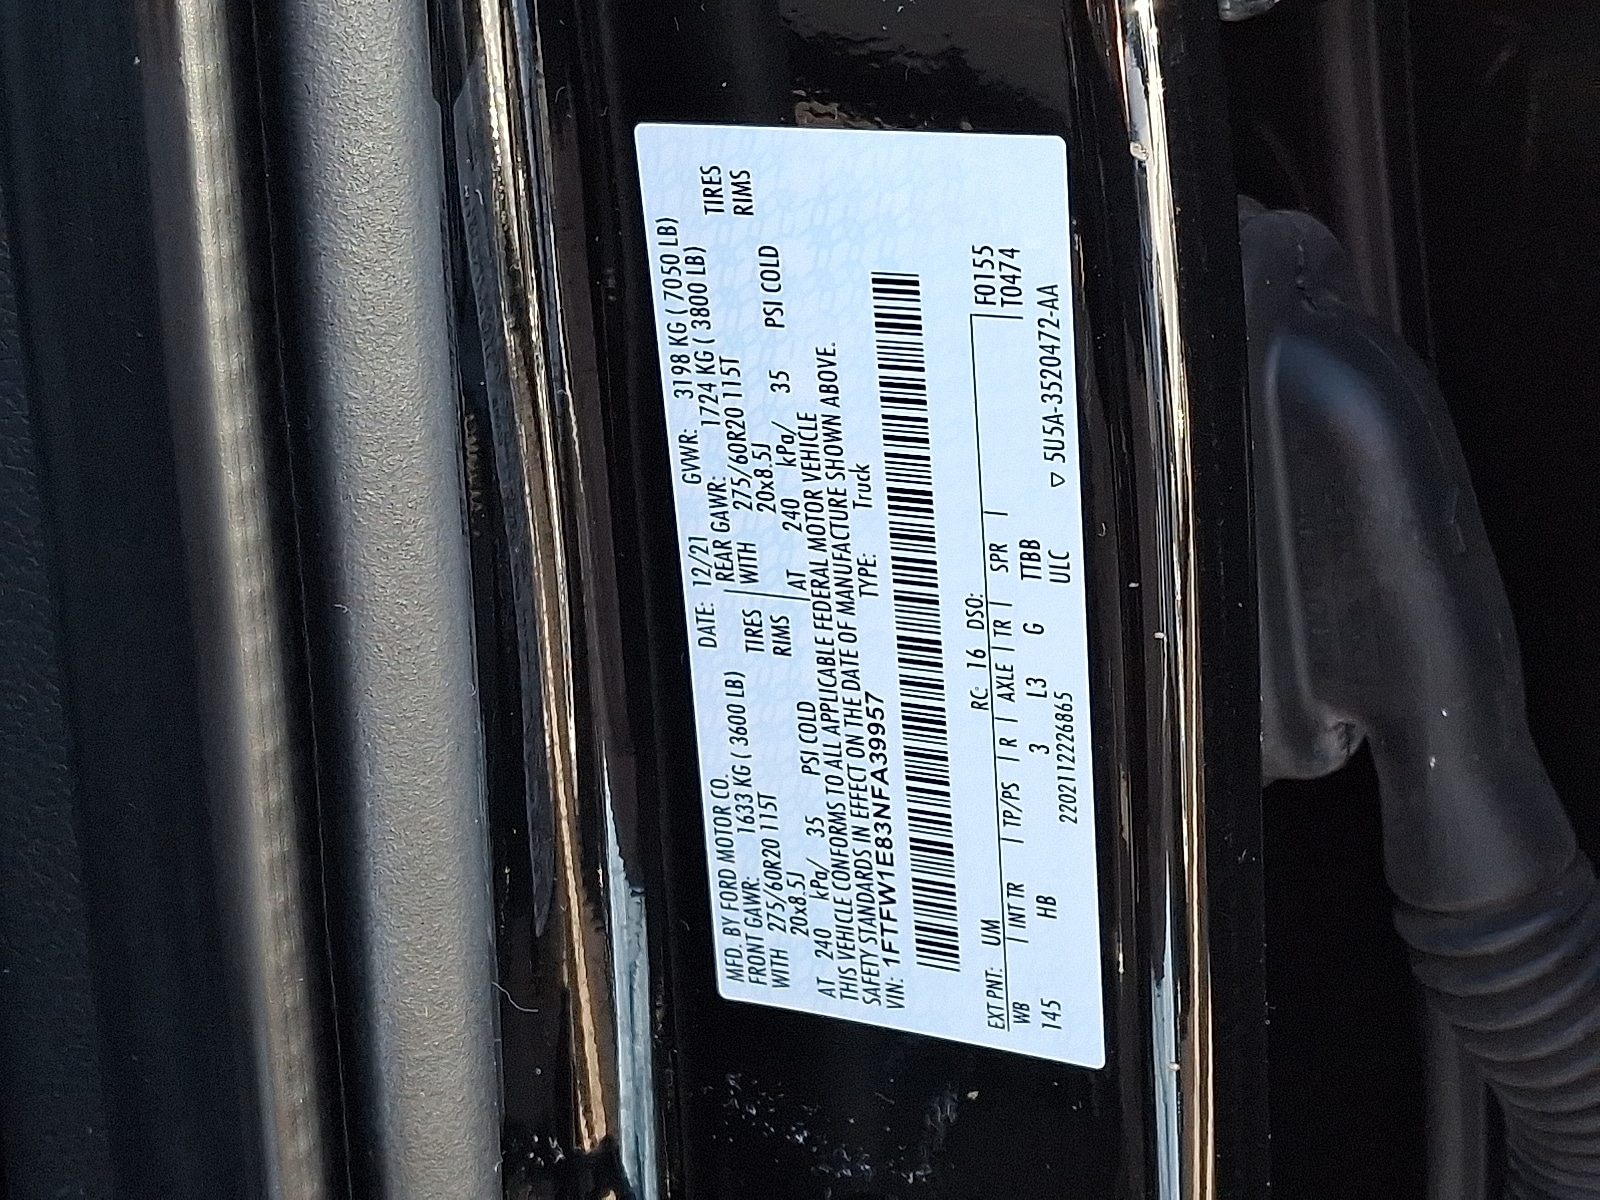 MFD. BY FORD MOTOR CO. DATE: 12/21 GVWR: 3198 KG ( 7050 LB)
FRONT GAWR: 1633 KG ( 3600 LB) REAR GAWR: 1724 KG ( 3800 LB)
WITH 275/60R20 115T TIRES WITH 275/60R20 115T TIRES
20x8.5J RIMS 20x8.5J RIMS
AT 240 kPa/ 35 PSI COLD AT 240 kPa/ 35 PSI COLD
THIS VEHICLE CONFORMS TO ALL APPLICABLE FEDERAL MOTOR VEHICLE
SAFETY STANDARDS IN EFFECT ON THE DATE OF MANUFACTURE SHOWN ABOVE.
VIN: 1FTFW1E83NFA39957 TYPE: Truck
EXT PNT: UM RC: 16 DSO: F0155
WB INT TR TP/PS R AXLE TR SPR T0474
145 HB 3 L3 G TTBB
2202112226865 ULC ▽ 5U5A-3520472-AA